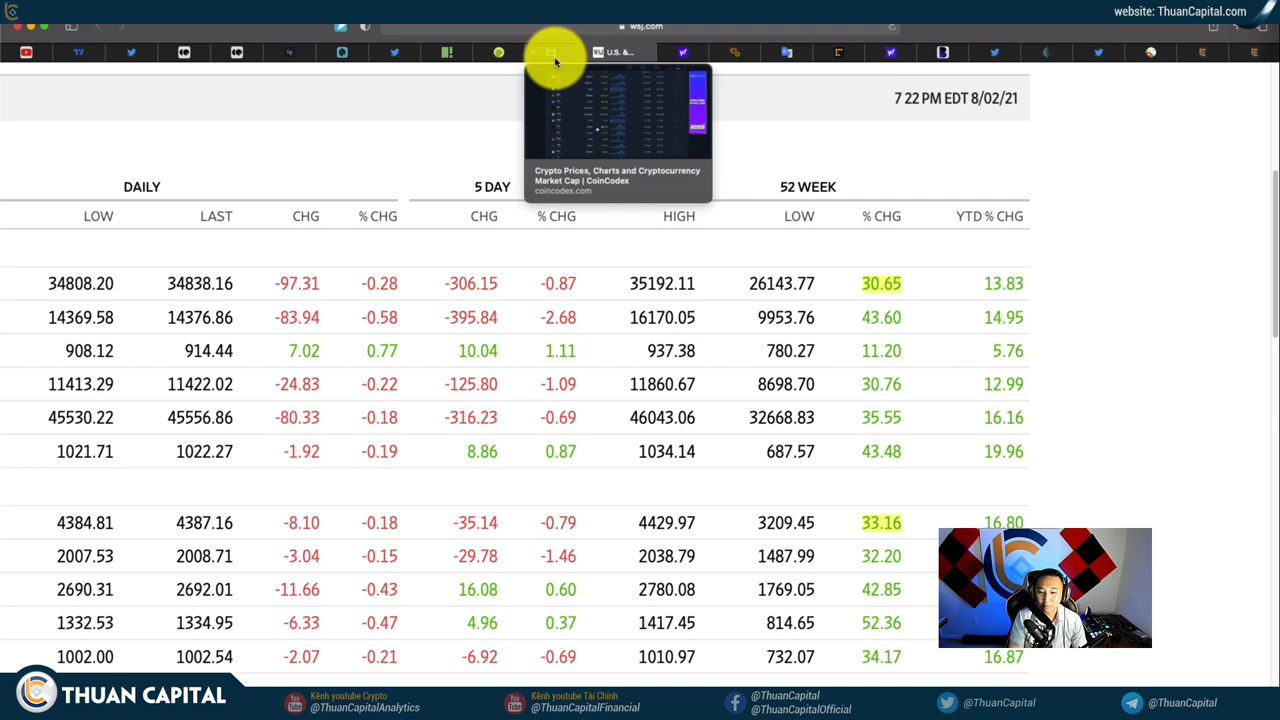 website: ThuanCapital.com
wsj.com
U.S. &...
7 22 PM EDT 8/02/21
Crypto Prices, Charts and Cryptocurrency
Market Cap | CoinCodex
coincodex.com
DAILY 5 DAY 52 WEEK
LOW LAST CHG % CHG CHG % CHG HIGH LOW % CHG YTD % CHG
34808.20 34838.16 -97.31 -0.28 -306.15 -0.87 35192.11 26143.77 30.65 13.83
14369.58 14376.86 -83.94 -0.58 -395.84 -2.68 16170.05 9953.76 43.60 14.95
908.12 914.44 7.02 0.77 10.04 1.11 937.38 780.27 11.20 5.76
11413.29 11422.02 -24.83 -0.22 -125.80 -1.09 11860.67 8698.70 30.76 12.99
45530.22 45556.86 -80.33 -0.18 -316.23 -0.69 46043.06 32668.83 35.55 16.16
1021.71 1022.27 -1.92 -0.19 8.86 0.87 1034.14 687.57 43.48 19.96
4384.81 4387.16 -8.10 -0.18 -35.14 -0.79 4429.97 3209.45 33.16 16.80
2007.53 2008.71 -3.04 -0.15 -29.78 -1.46 2038.79 1487.99 32.20
2690.31 2692.01 -11.66 -0.43 16.08 0.60 2780.08 1769.05 42.85
1332.53 1334.95 -6.33 -0.47 4.96 0.37 1417.45 814.65 52.36
1002.00 1002.54 -2.07 -0.21 -6.92 -0.69 1010.97 732.07 34.17 16.87
THUAN CAPITAL
Kênh youtube Crypto
@ThuanCapitalAnalytics
Kênh youtube Tài Chính
@ThuanCapitalFinancial
@ThuanCapital
@ThuanCapitalOfficial
@ThuanCapital
@ThuanCapital